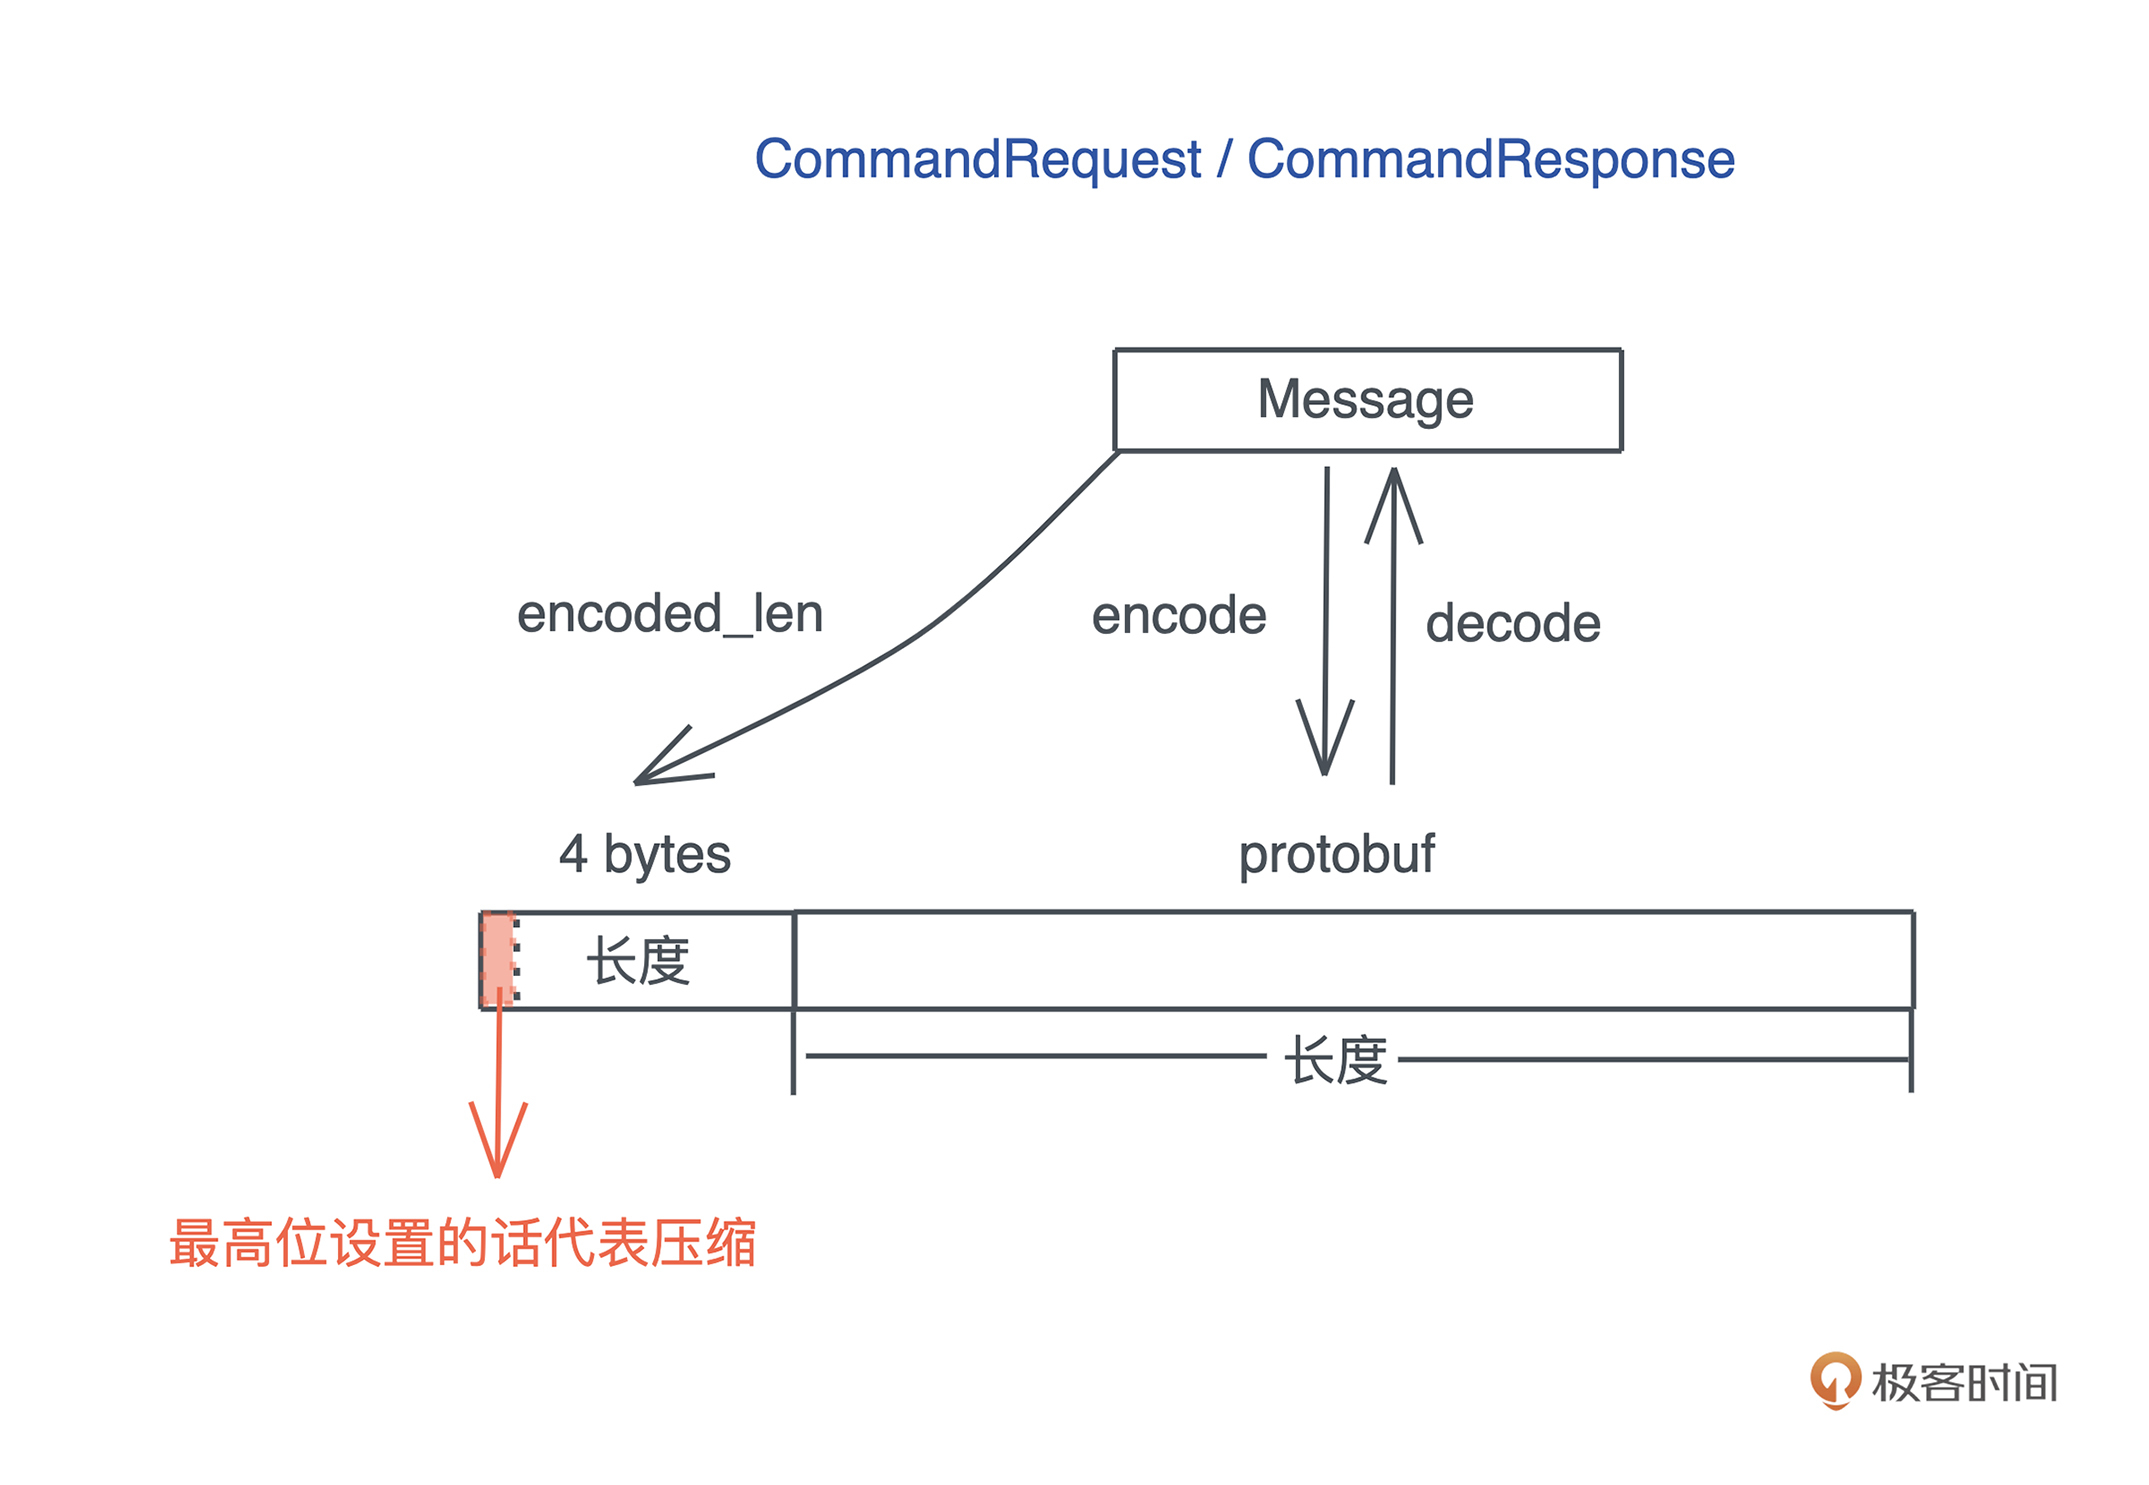 CommandRequest / CommandResponse
Message
encoded_len
encode
decode
4 bytes
protobuf
长度
长度
最高位设置的话代表压缩
极客时间